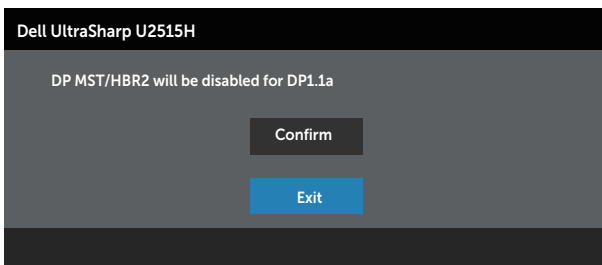 Dell UltraSharp U2515H
DP MST/HBR2 will be disabled for DP1.1a
Confirm
Exit